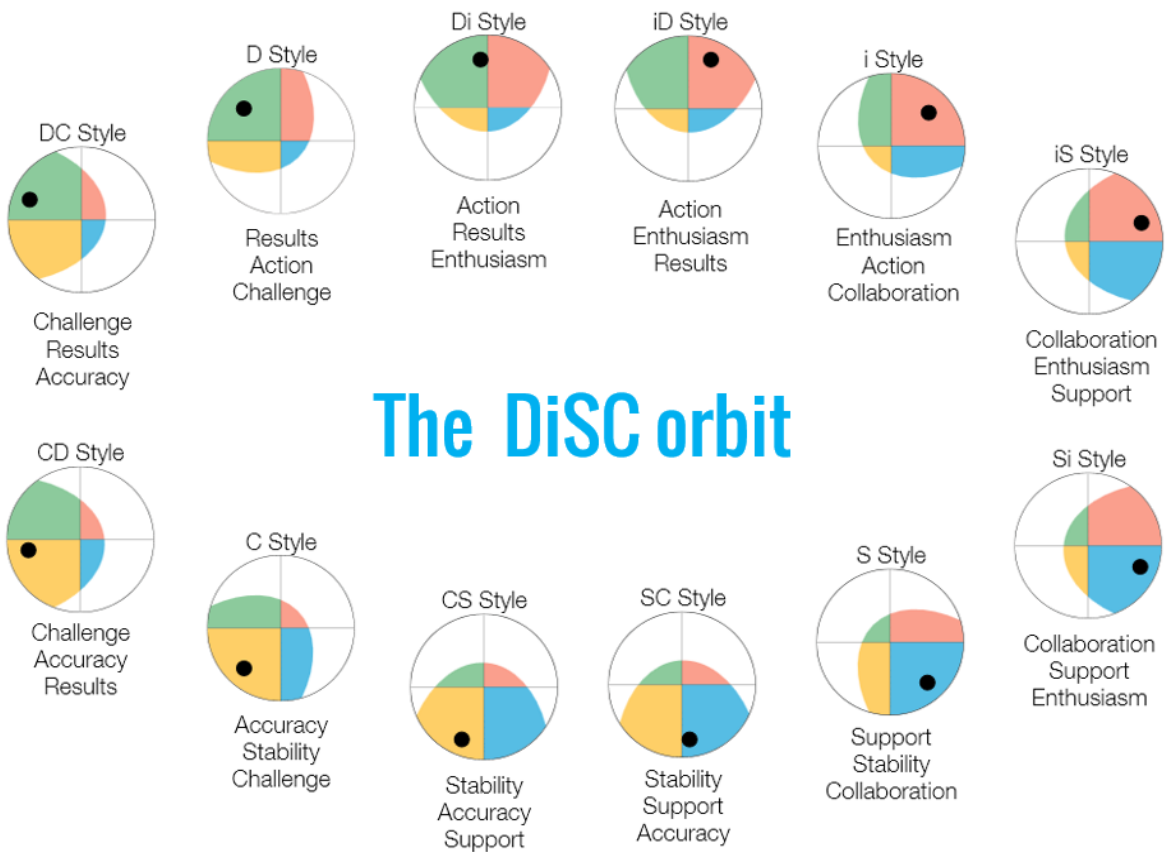 Di Style
iD Style
D Style
i Style
DC Style
iS Style
Action
Results
Enthusiasm
Action
Enthusiasm
Results
Results
Action
Challenge
Enthusiasm
Action
Collaboration
Challenge
Results
Accuracy
Collaboration
Enthusiasm
Support
The DiSC orbit
CD Style
Si Style
C Style
S Style
CS Style
SC Style
Challenge
Accuracy
Results
Collaboration
Support
Enthusiasm
Accuracy
Stability
Challenge
Support
Stability
Collaboration
Stability
Accuracy
Support
Stability
Support
Accuracy